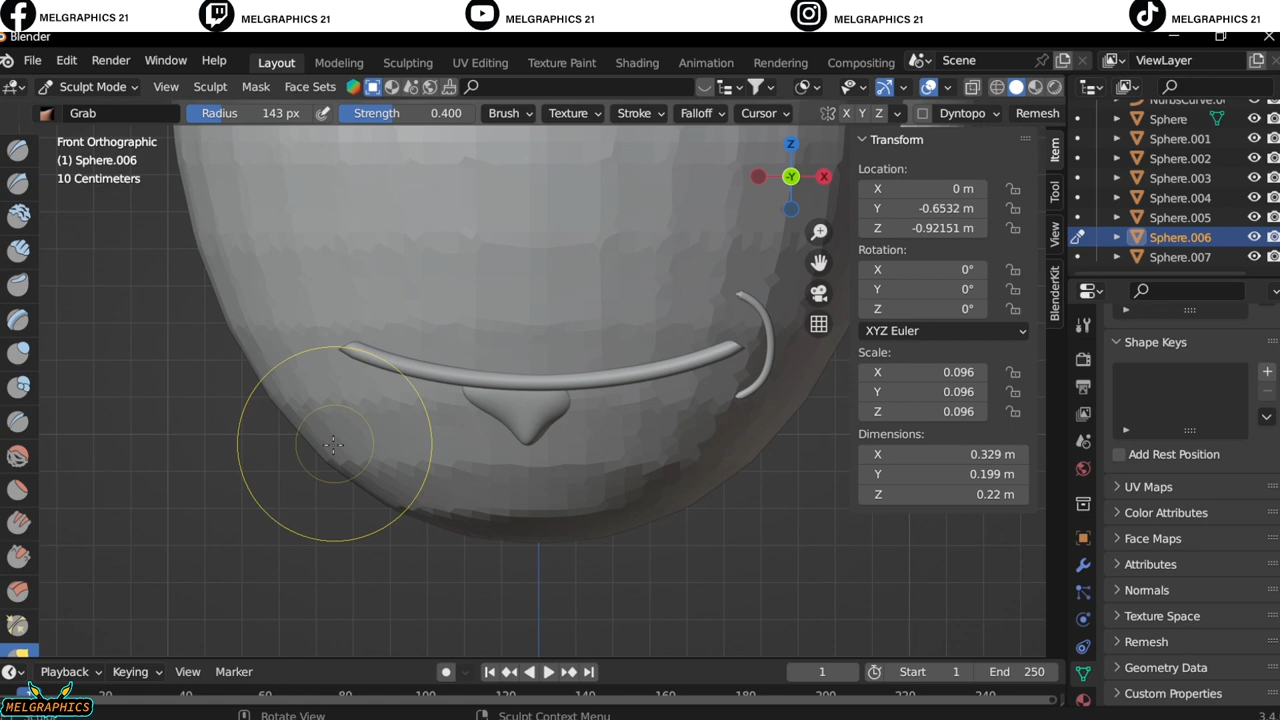 MELGRAPHICS 21 MELGRAPHICS 21 MELGRAPHICS 21 MELGRAPHICS 21 MELGRAPHICS 21
Blender
File Edit Render Window Help Layout Modeling Sculpting UV Editing Texture Paint Shading Animation Rendering Compositing Scene ViewLayer
Sculpt Mode View Sculpt Mask Face Sets
Grab Radius 143 px Strength 0.400 Brush Texture Stroke Falloff Cursor X Y Z Dyntopo Remesh
Front Orthographic
(1) Sphere.006
10 Centimeters
Z
-Y
X
Transform
Location:
X 0 m
Y -0.6532 m
Z -0.92151 m
Rotation:
X 0°
Y 0°
Z 0°
XYZ Euler
Scale:
X 0.096
Y 0.096
Z 0.096
Dimensions:
X 0.329 m
Y 0.199 m
Z 0.22 m
Item
Tool
View
BlenderKit
Sphere
Sphere.001
Sphere.002
Sphere.003
Sphere.004
Sphere.005
Sphere.006
Sphere.007
Shape Keys
Add Rest Position
UV Maps
Color Attributes
Face Maps
Attributes
Normals
Texture Space
Remesh
Geometry Data
Custom Properties
Playback Keying View Marker 1 Start 1 End 250
MELGRAPHICS
Rotate View Sculpt Context Menu 3.4